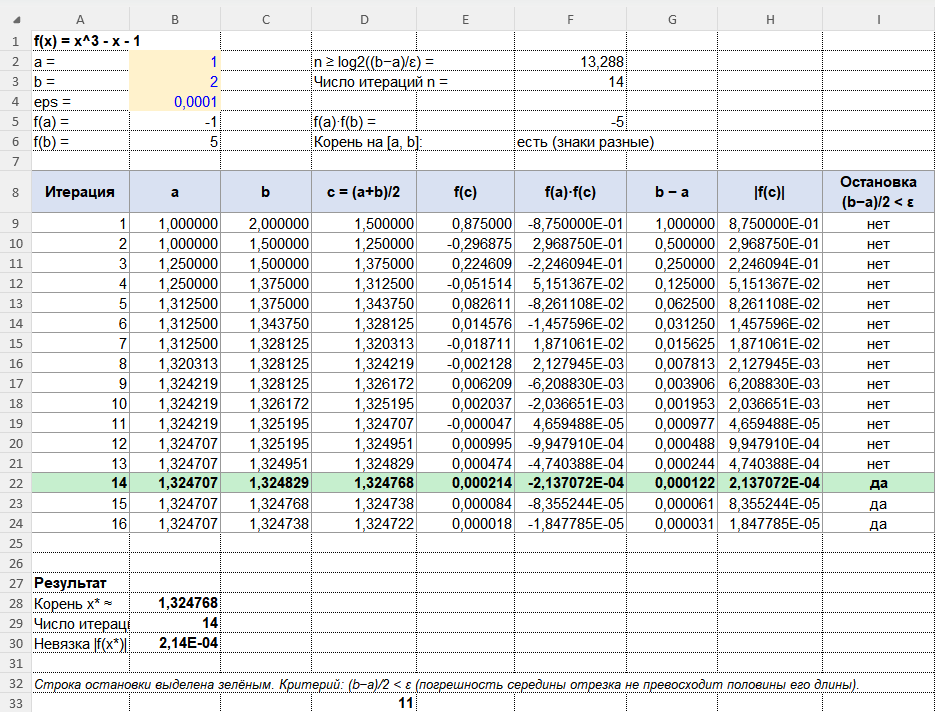 A B C D E F G H I
1 f(x) = x^3 - x - 1
2 a = 1 n ≥ log2((b−a)/ε) = 13,288
3 b = 2 Число итераций n = 14
4 eps = 0,0001
5 f(a) = -1 f(a)·f(b) = -5
6 f(b) = 5 Корень на [a, b]: есть (знаки разные)
7
8 Итерация a b c = (a+b)/2 f(c) f(a)·f(c) b − a |f(c)| Остановка
(b−a)/2 < ε
9 1 1,000000 2,000000 1,500000 0,875000 -8,750000E-01 1,000000 8,750000E-01 нет
10 2 1,000000 1,500000 1,250000 -0,296875 2,968750E-01 0,500000 2,968750E-01 нет
11 3 1,250000 1,500000 1,375000 0,224609 -2,246094E-01 0,250000 2,246094E-01 нет
12 4 1,250000 1,375000 1,312500 -0,051514 5,151367E-02 0,125000 5,151367E-02 нет
13 5 1,312500 1,375000 1,343750 0,082611 -8,261108E-02 0,062500 8,261108E-02 нет
14 6 1,312500 1,343750 1,328125 0,014576 -1,457596E-02 0,031250 1,457596E-02 нет
15 7 1,312500 1,328125 1,320313 -0,018711 1,871061E-02 0,015625 1,871061E-02 нет
16 8 1,320313 1,328125 1,324219 -0,002128 2,127945E-03 0,007813 2,127945E-03 нет
17 9 1,324219 1,328125 1,326172 0,006209 -6,208830E-03 0,003906 6,208830E-03 нет
18 10 1,324219 1,326172 1,325195 0,002037 -2,036651E-03 0,001953 2,036651E-03 нет
19 11 1,324219 1,325195 1,324707 -0,000047 4,659488E-05 0,000977 4,659488E-05 нет
20 12 1,324707 1,325195 1,324951 0,000995 -9,947910E-04 0,000488 9,947910E-04 нет
21 13 1,324707 1,324951 1,324829 0,000474 -4,740388E-04 0,000244 4,740388E-04 нет
22 14 1,324707 1,324829 1,324768 0,000214 -2,137072E-04 0,000122 2,137072E-04 да
23 15 1,324707 1,324768 1,324738 0,000084 -8,355244E-05 0,000061 8,355244E-05 да
24 16 1,324707 1,324738 1,324722 0,000018 -1,847785E-05 0,000031 1,847785E-05 да
25
26
27 Результат
28 Корень x* ≈ 1,324768
29 Число итерац 14
30 Невязка |f(x*)| 2,14E-04
31
32 Строка остановки выделена зелёным. Критерий: (b−a)/2 < ε (погрешность середины отрезка не превосходит половины его длины).
33 11